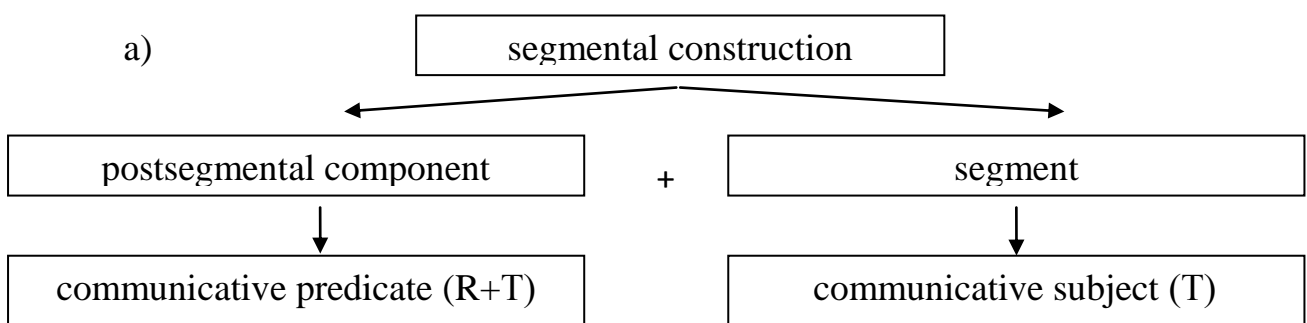 a)
segmental construction
postsegmental component
+
segment
communicative predicate (R+T)
communicative subject (T)